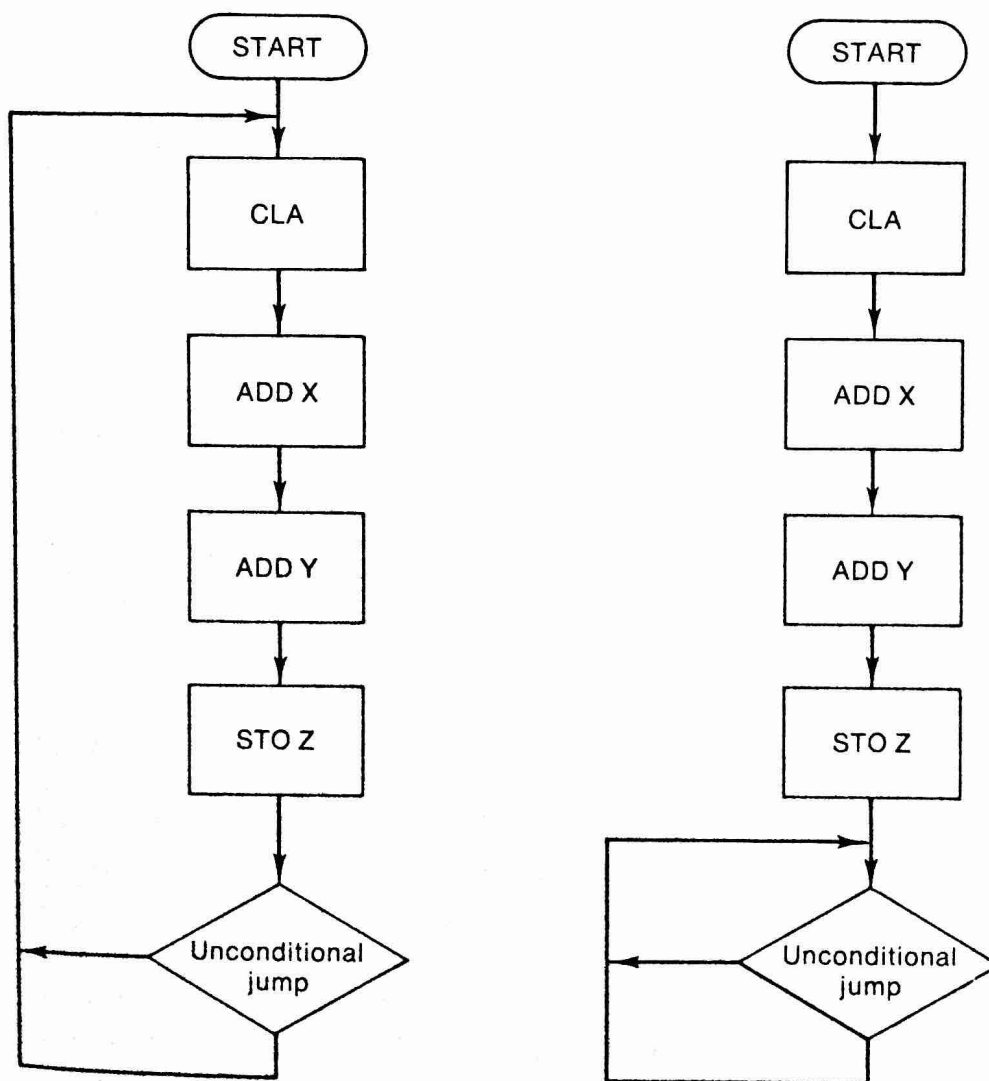 START
CLA
ADD X
ADD Y
STO Z
Unconditional
jump
START
CLA
ADD X
ADD Y
STO Z
Unconditional
jump